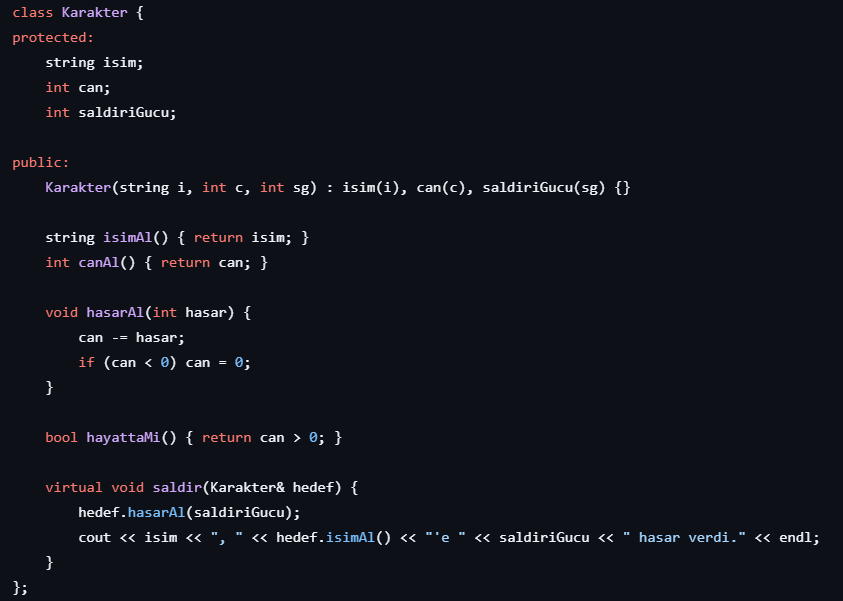 class Karakter {
protected:
    string isim;
    int can;
    int saldiriGucu;

public:
    Karakter(string i, int c, int sg) : isim(i), can(c), saldiriGucu(sg) {}

    string isimAl() { return isim; }
    int canAl() { return can; }

    void hasarAl(int hasar) {
        can -= hasar;
        if (can < 0) can = 0;
    }

    bool hayattaMi() { return can > 0; }

    virtual void saldir(Karakter& hedef) {
        hedef.hasarAl(saldiriGucu);
        cout << isim << ", " << hedef.isimAl() << "'e " << saldiriGucu << " hasar verdi." << endl;
    }
};